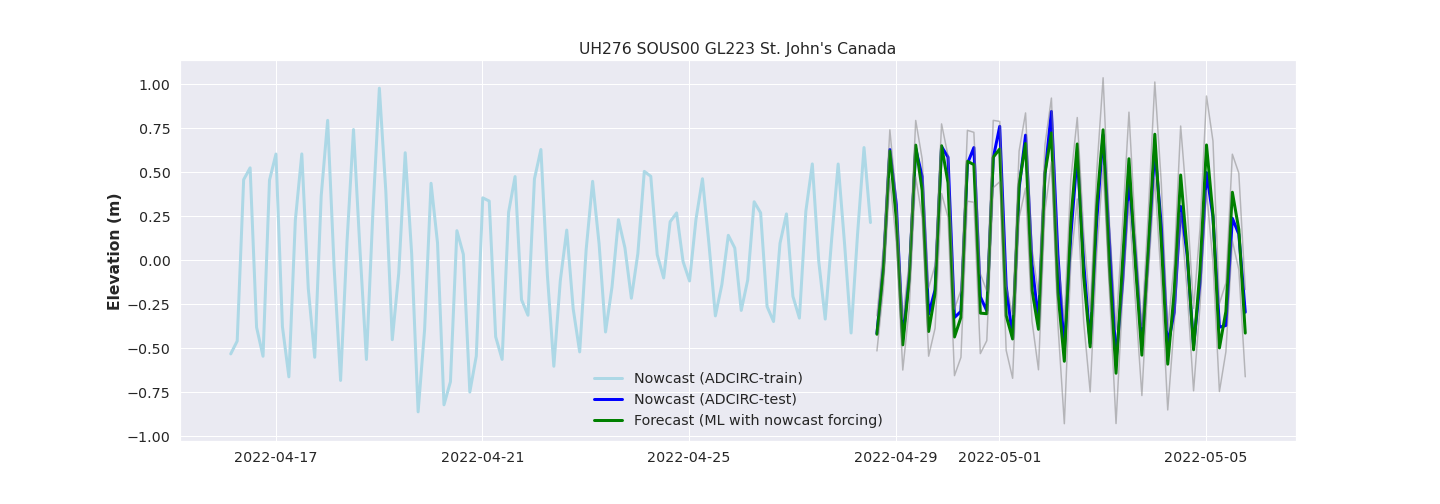 UH276 SOUS00 GL223 St. John's Canada
Elevation (m)
1.00
0.75
0.50
0.25
0.00
−0.25
−0.50
−0.75
−1.00
Nowcast (ADCIRC-train)
Nowcast (ADCIRC-test)
Forecast (ML with nowcast forcing)
2022-04-17 2022-04-21 2022-04-25 2022-04-29 2022-05-01 2022-05-05